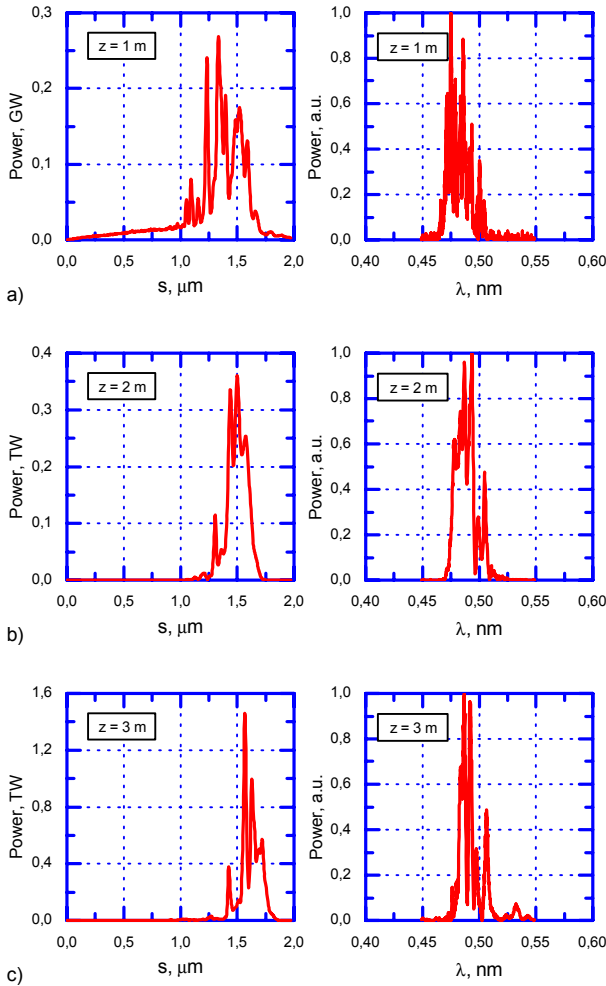 0,3
0,2
0,1
0,0
Power, GW
z = 1 m
0,0 0,5 1,0 1,5 2,0
s, μm
1,0
0,8
0,6
0,4
0,2
0,0
Power, a.u.
z = 1 m
0,40 0,45 0,50 0,55 0,60
λ, nm
a)
0,4
0,3
0,2
0,1
0,0
Power, TW
z = 2 m
0,0 0,5 1,0 1,5 2,0
s, μm
1,0
0,8
0,6
0,4
0,2
0,0
Power, a.u.
z = 2 m
0,40 0,45 0,50 0,55 0,60
λ, nm
b)
1,6
1,2
0,8
0,4
0,0
Power, TW
z = 3 m
0,0 0,5 1,0 1,5 2,0
s, μm
1,0
0,8
0,6
0,4
0,2
0,0
Power, a.u.
z = 3 m
0,40 0,45 0,50 0,55 0,60
λ, nm
c)